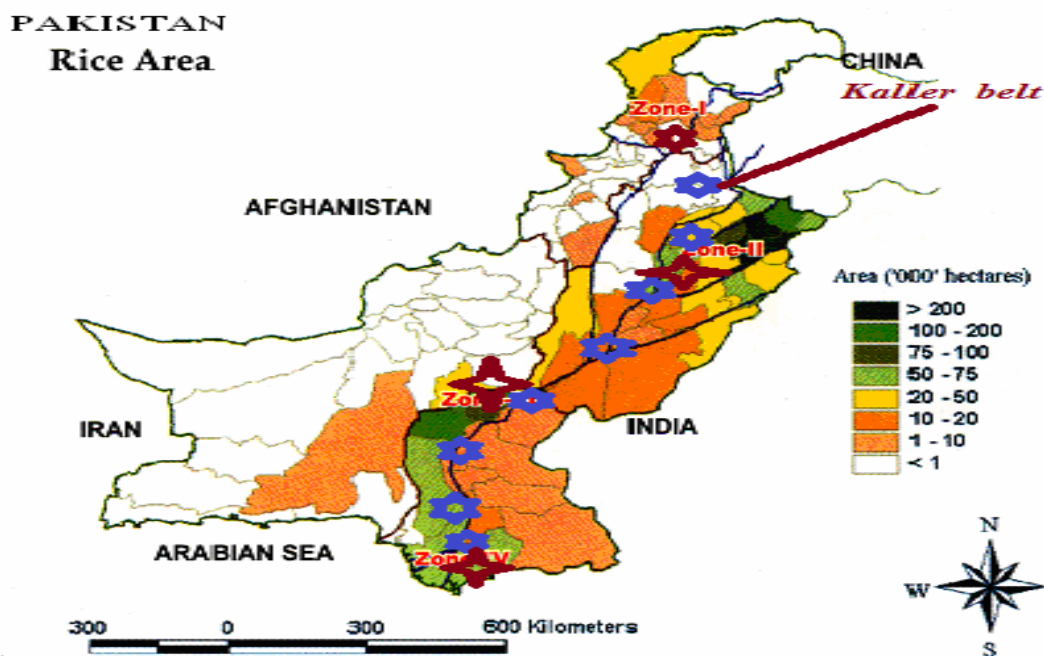 PAKISTAN
Rice Area
CHINA
Kaller belt
Zone-I
AFGHANISTAN
Zone-II
Area ('000' hectares)
> 200
100 - 200
75 - 100
50 - 75
20 - 50
10 - 20
1 - 10
< 1
IRAN
INDIA
ARABIAN SEA
N
W
S
300 0 300 600 Kilometers